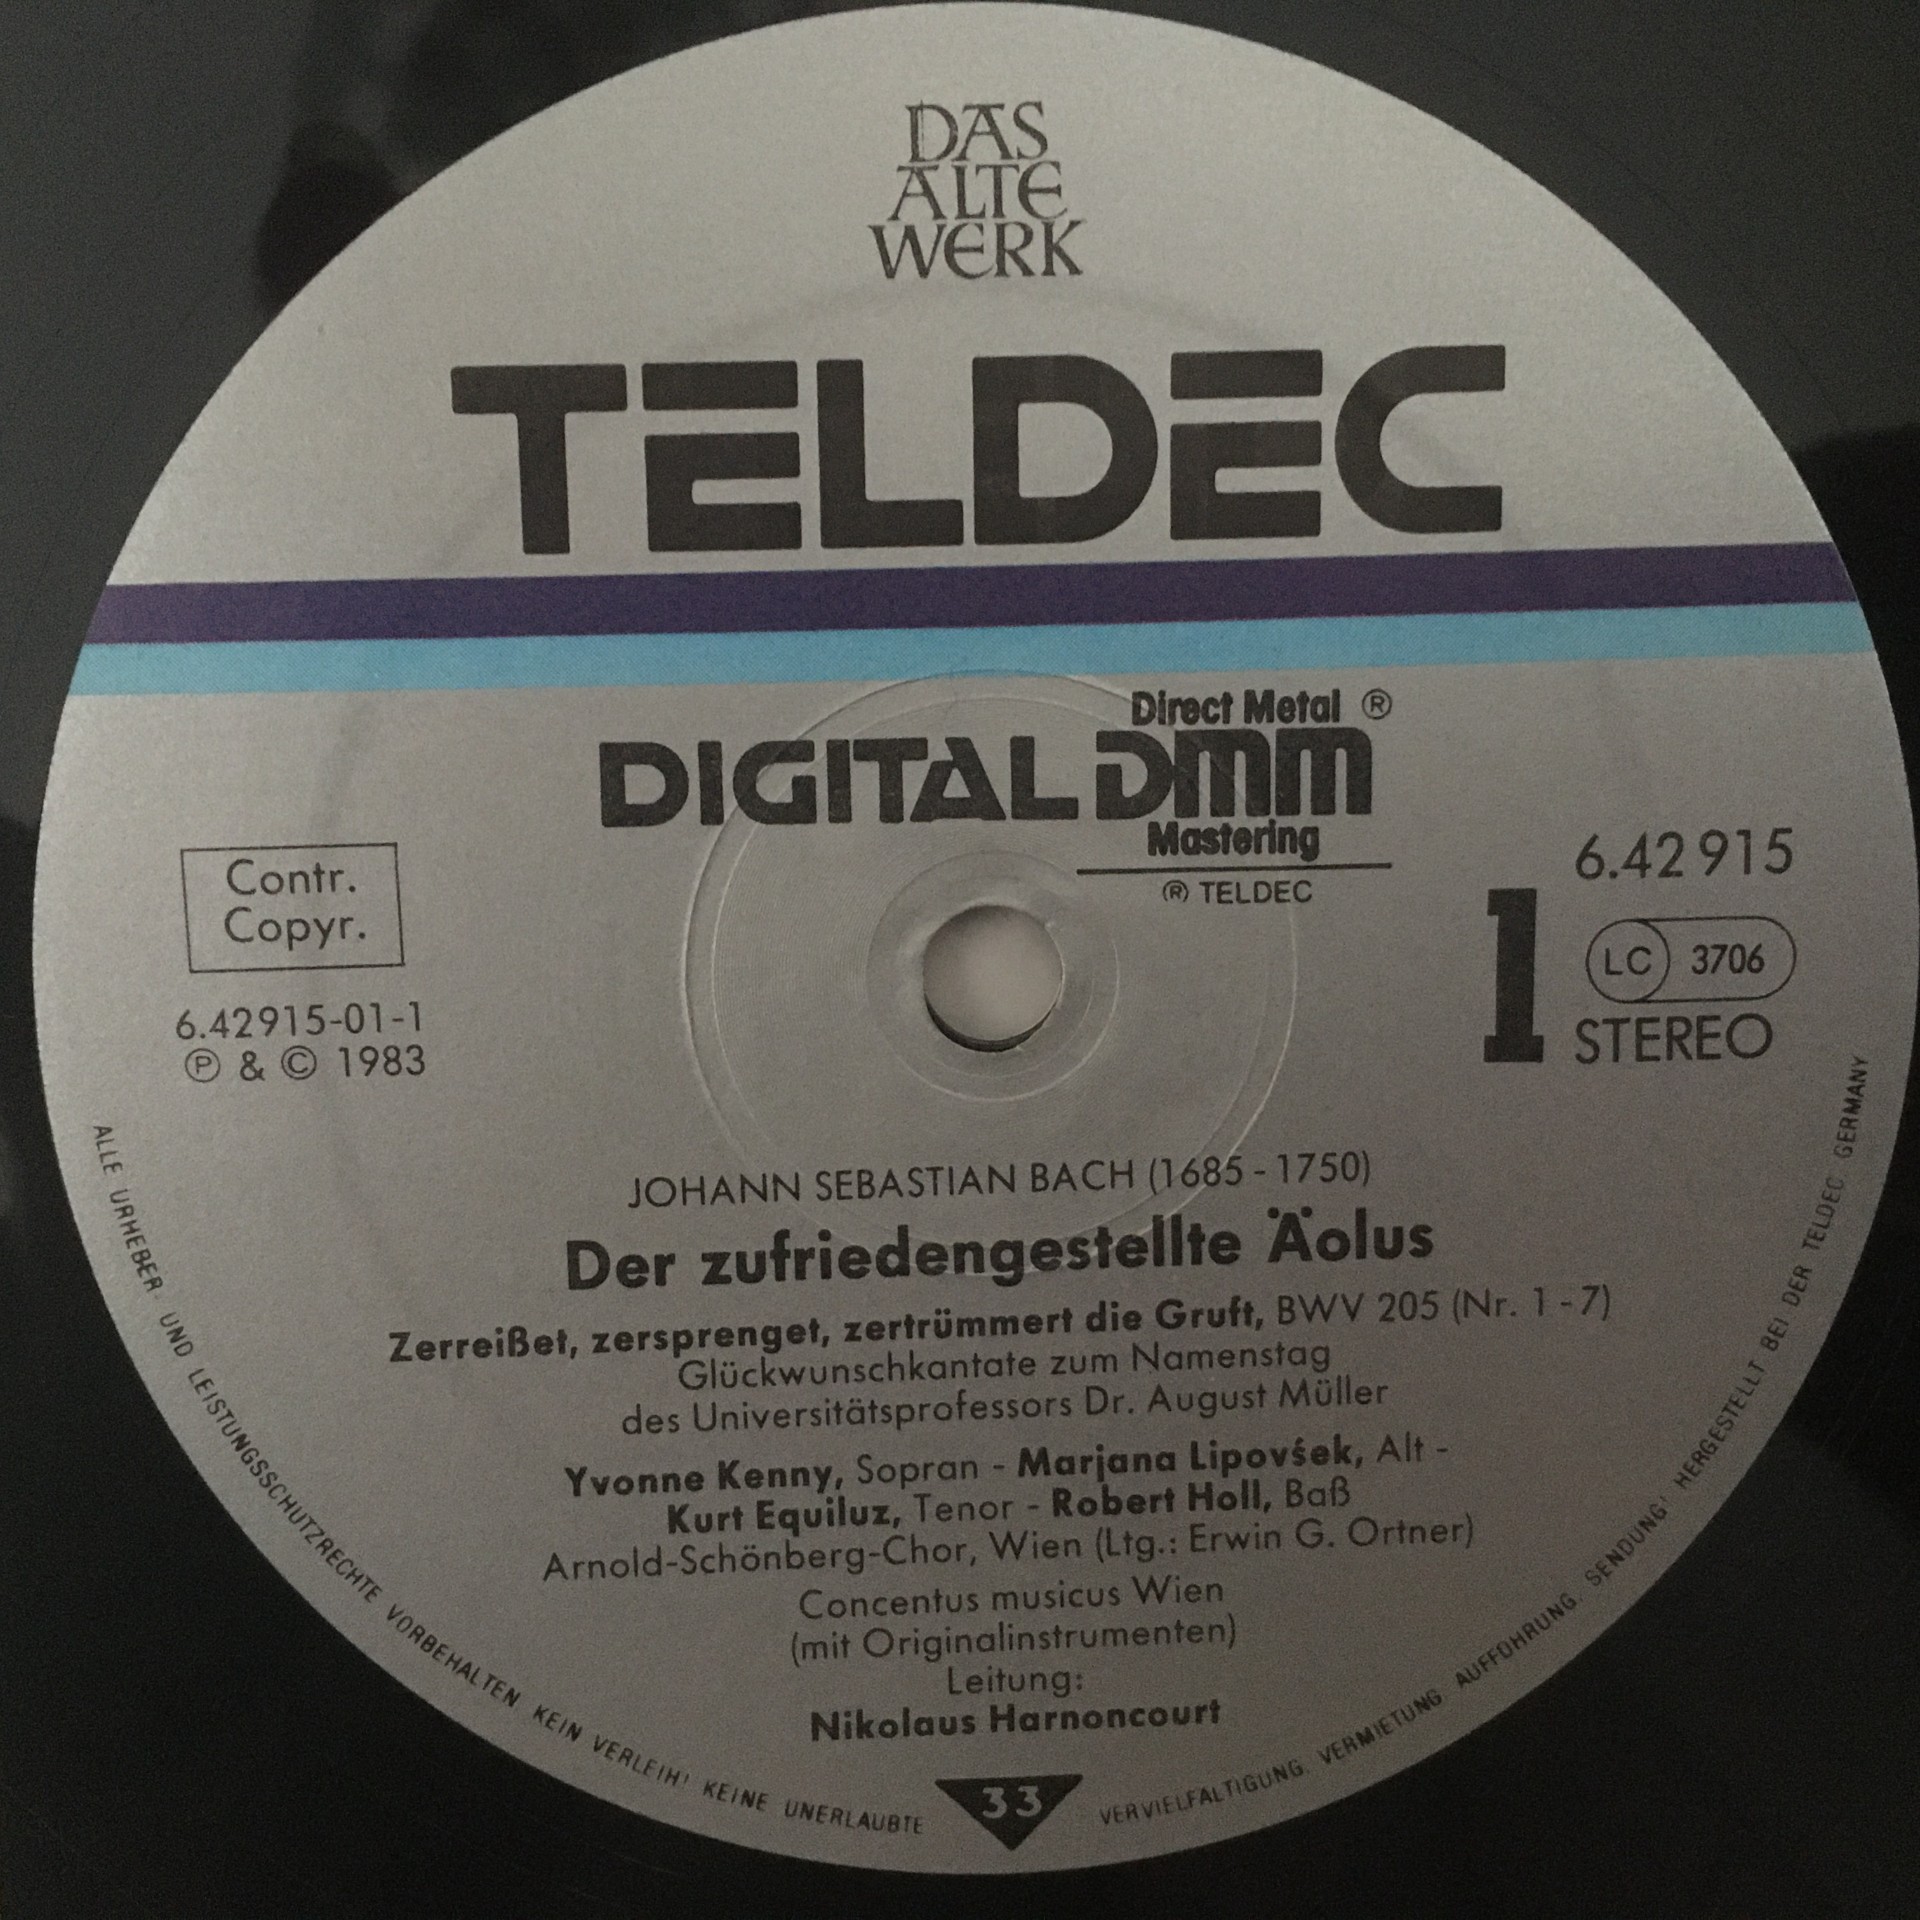 DAS
ALTE
WERK
TELDEC
Direct Metal ®
DIGITAL DMM
Mastering
® TELDEC
Contr.
Copyr.
6.42915-01-1
Ⓟ & © 1983
6.42 915
1
LC 3706
STEREO
JOHANN SEBASTIAN BACH (1685 - 1750)
Der zufriedengestellte Äolus
Zerreißet, zersprenget, zertrümmert die Gruft, BWV 205 (Nr. 1 - 7)
Glückwunschkantate zum Namenstag
des Universitätsprofessors Dr. August Müller
Yvonne Kenny, Sopran - Marjana Lipovśek, Alt -
Kurt Equiluz, Tenor - Robert Holl, Baß
Arnold-Schönberg-Chor, Wien (Ltg.: Erwin G. Ortner)
Concentus musicus Wien
(mit Originalinstrumenten)
Leitung:
Nikolaus Harnoncourt
33
ALLE URHEBER- UND LEISTUNGSSCHUTZRECHTE VORBEHALTEN KEIN VERLEIH! KEINE UNERLAUBTE VERVIELFÄLTIGUNG, VERMIETUNG, AUFFÜHRUNG, SENDUNG! HERGESTELLT BEI DER TELDEC GERMANY